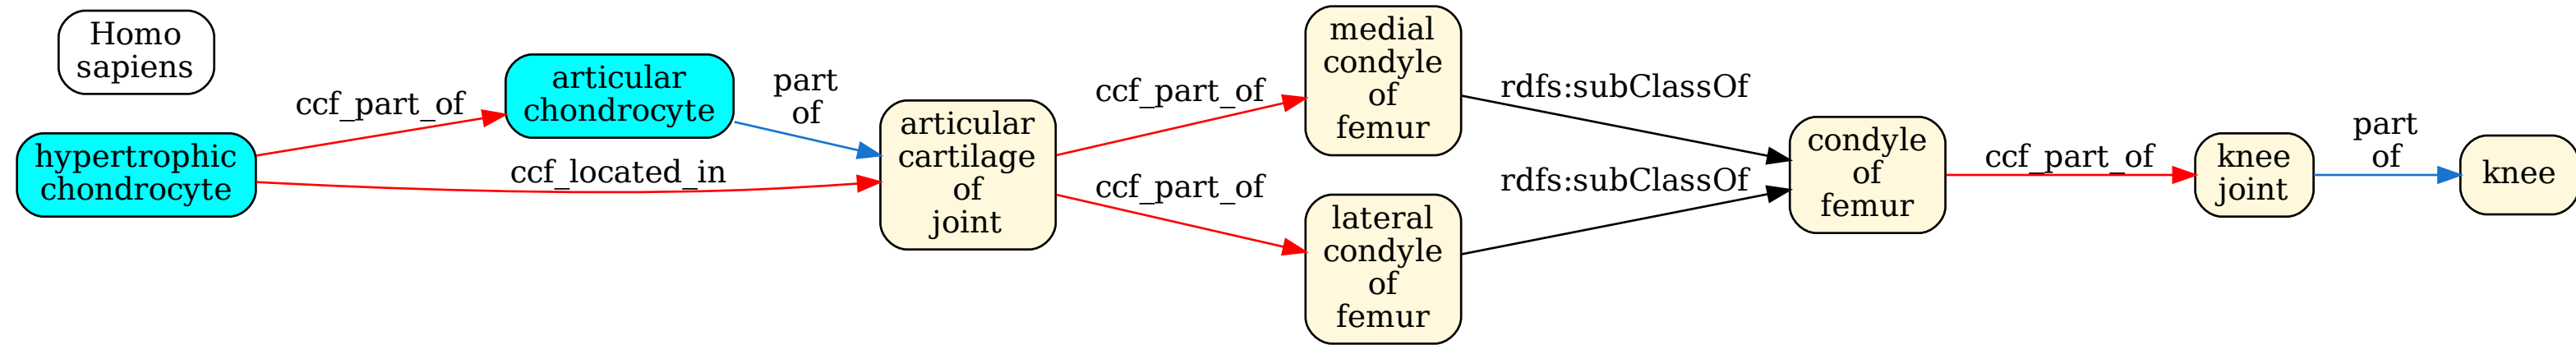 Homo
sapiens
hypertrophic
chondrocyte
ccf_part_of
articular
chondrocyte
ccf_located_in
part
of
articular
cartilage
of
joint
ccf_part_of
ccf_part_of
medial
condyle
of
femur
lateral
condyle
of
femur
rdfs:subClassOf
rdfs:subClassOf
condyle
of
femur
ccf_part_of
knee
joint
part
of
knee